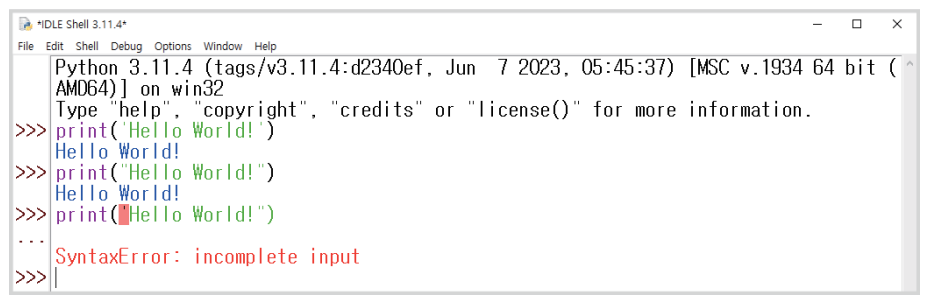 *IDLE Shell 3.11.4*
File Edit Shell Debug Options Window Help
Python 3.11.4 (tags/v3.11.4:d2340ef, Jun  7 2023, 05:45:37) [MSC v.1934 64 bit (
AMD64)] on win32
Type "help", "copyright", "credits" or "license()" for more information.
>>> print('Hello World!')
Hello World!
>>> print("Hello World!")
Hello World!
>>> print('Hello World!")
...
SyntaxError: incomplete input
>>>